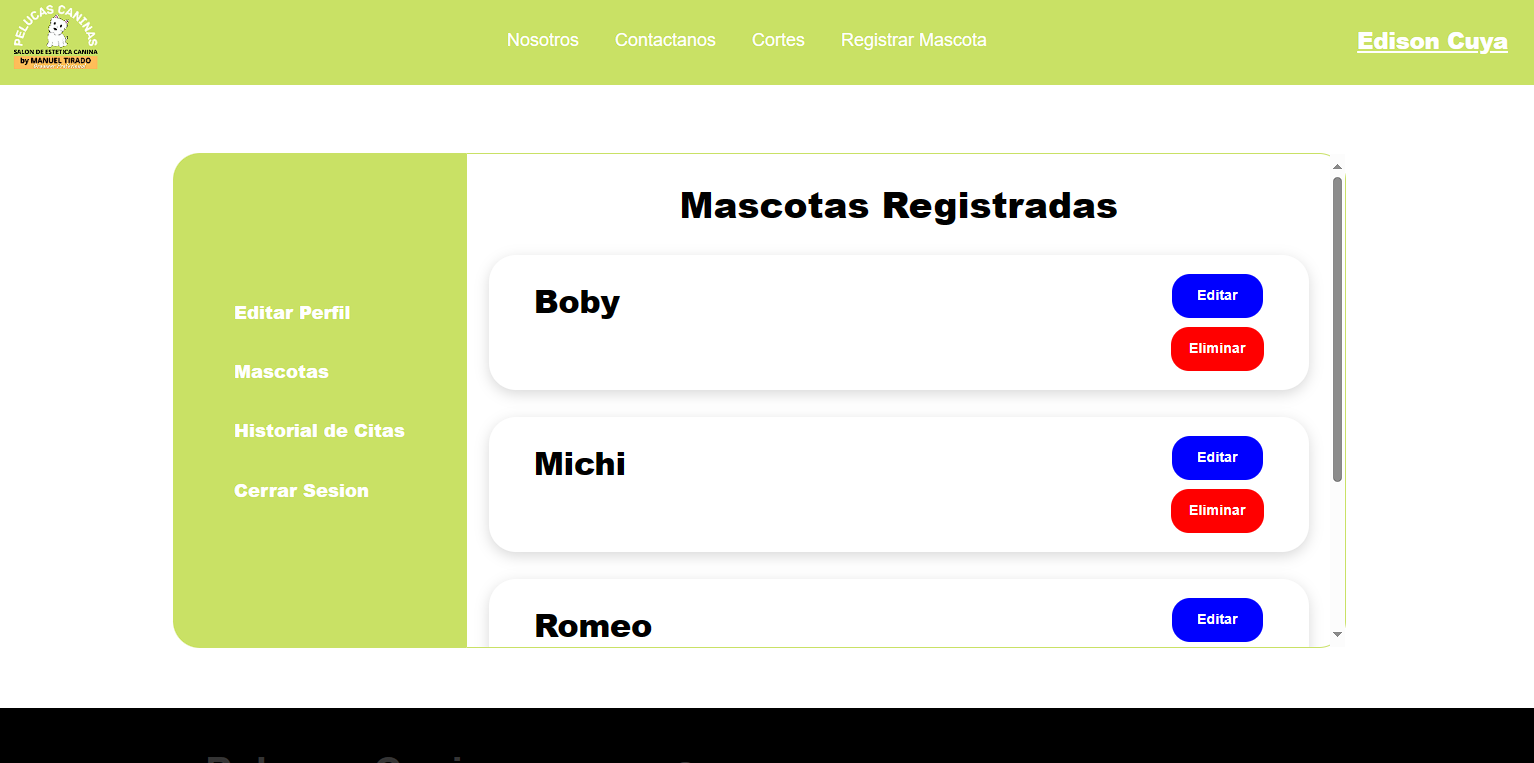 PELUCAS CANINAS
SALON DE ESTETICA CANINA
by MANUEL TIRADO
Nosotros
Contactanos
Cortes
Registrar Mascota
Edison Cuya
Editar Perfil
Mascotas
Historial de Citas
Cerrar Sesion
Mascotas Registradas
Boby
Editar
Eliminar
Michi
Editar
Eliminar
Romeo
Editar